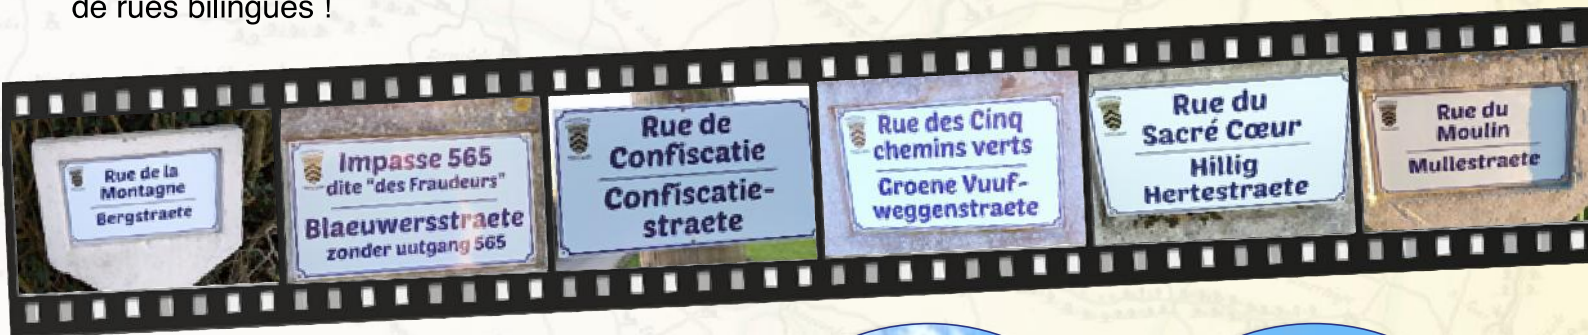 de rues bilingues !
Rue de la
Montagne
Bergstraete
Impasse 565
dite "des Fraudeurs"
Blaeuwersstraete
zonder uutgang 565
Rue de
Confiscatie
Confiscatie-
straete
Rue des Cinq
chemins verts
Groene Vuuf-
weggenstraete
Rue du
Sacré Cœur
Hillig
Hertestraete
Rue du
Moulin
Mullestraete